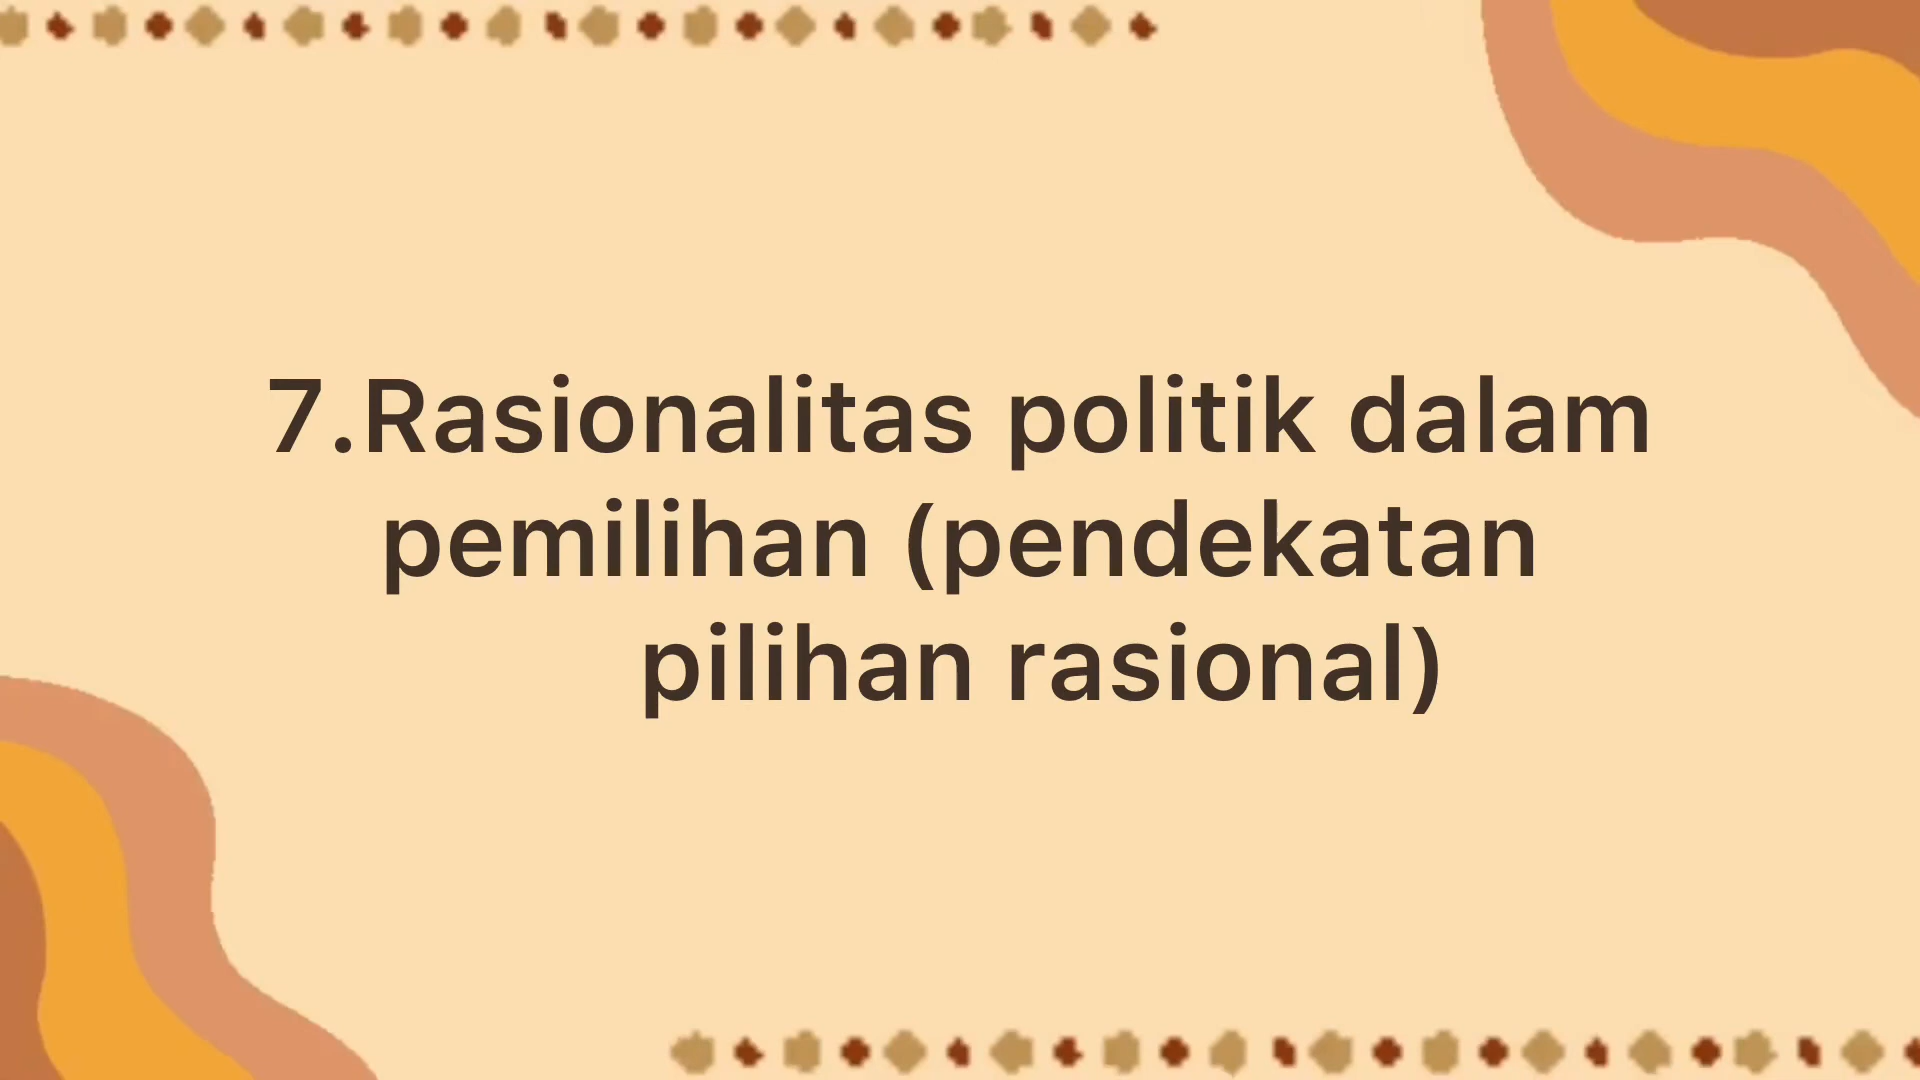 7.Rasionalitas politik dalam
pemilihan (pendekatan
pilihan rasional)